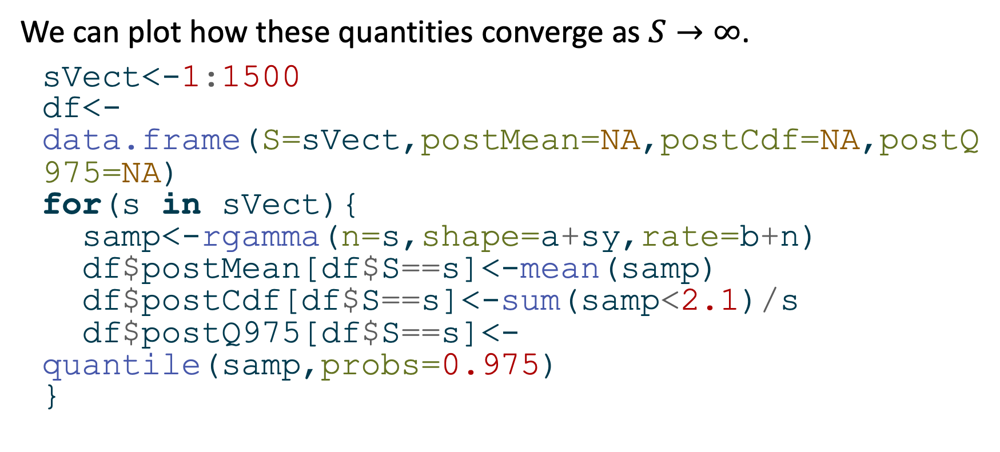 We can plot how these quantities converge as S → ∞.
sVect<-1:1500
df<-
data.frame(S=sVect,postMean=NA,postCdf=NA,postQ
975=NA)
for(s in sVect){
  samp<-rgamma(n=s,shape=a+sy,rate=b+n)
  df$postMean[df$S==s]<-mean(samp)
  df$postCdf[df$S==s]<-sum(samp<2.1)/s
  df$postQ975[df$S==s]<-
quantile(samp,probs=0.975)
}